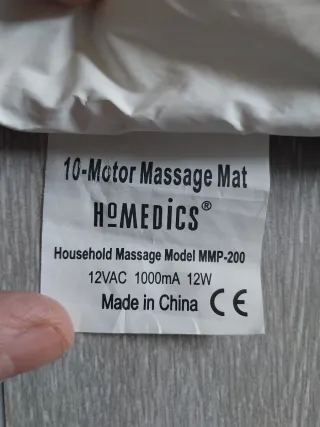 10-Motor Massage Mat
HoMEDiCS®
Household Massage Model MMP-200
12VAC 1000mA 12W
Made in China CE